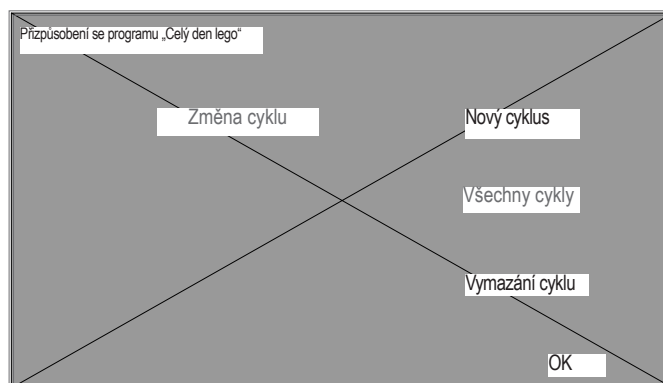 Přizpůsobení se programu „Celý den lego“
Změna cyklu
Nový cyklus
Všechny cykly
Vymazání cyklu
OK